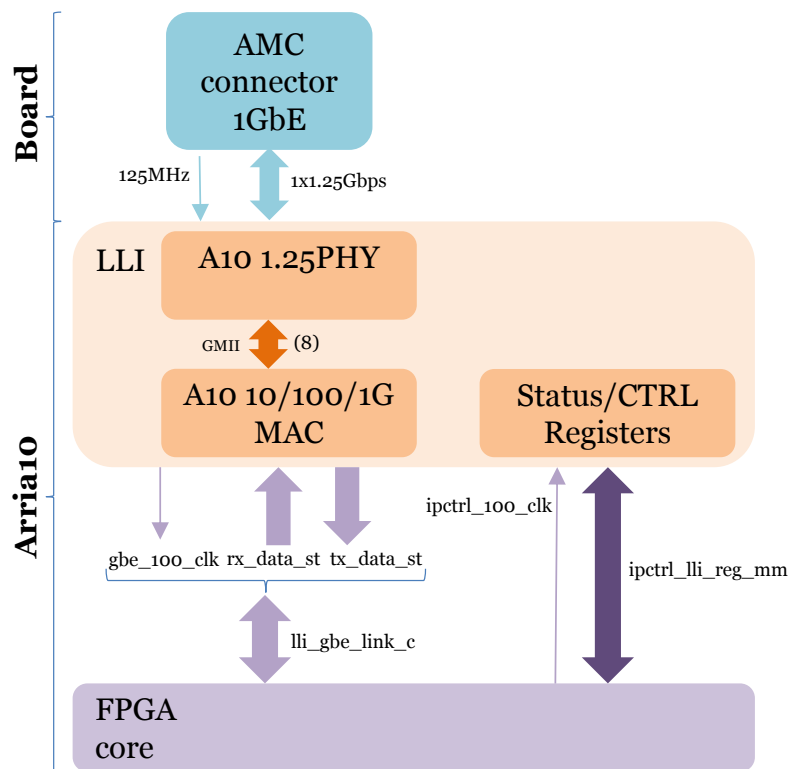 Board
AMC
connector
1GbE
125MHz
1x1.25Gbps
Arria10
LLI
A10 1.25PHY
GMII
(8)
A10 10/100/1G
MAC
Status/CTRL
Registers
ipctrl_100_clk
gbe_100_clk rx_data_st tx_data_st
ipctrl_lli_reg_mm
lli_gbe_link_c
FPGA
core